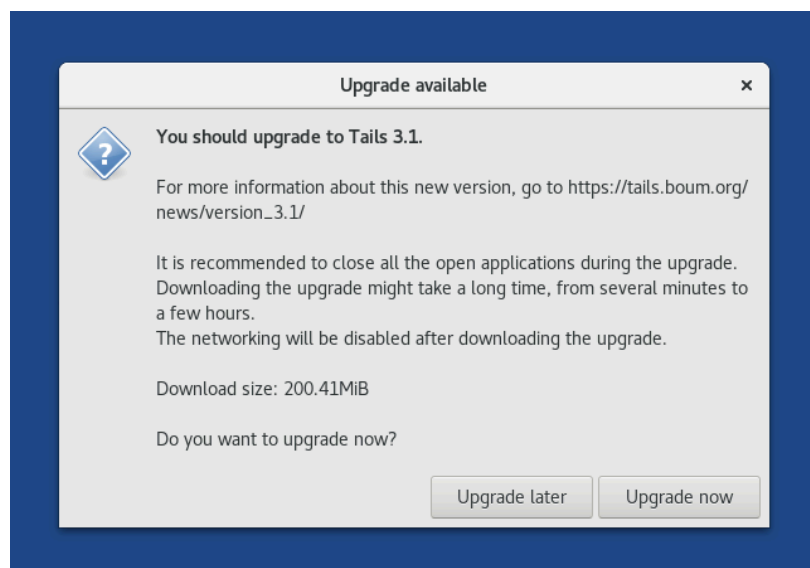 Upgrade available
You should upgrade to Tails 3.1.
For more information about this new version, go to https://tails.boum.org/
news/version_3.1/
It is recommended to close all the open applications during the upgrade.
Downloading the upgrade might take a long time, from several minutes to
a few hours.
The networking will be disabled after downloading the upgrade.
Download size: 200.41MiB
Do you want to upgrade now?
Upgrade later
Upgrade now